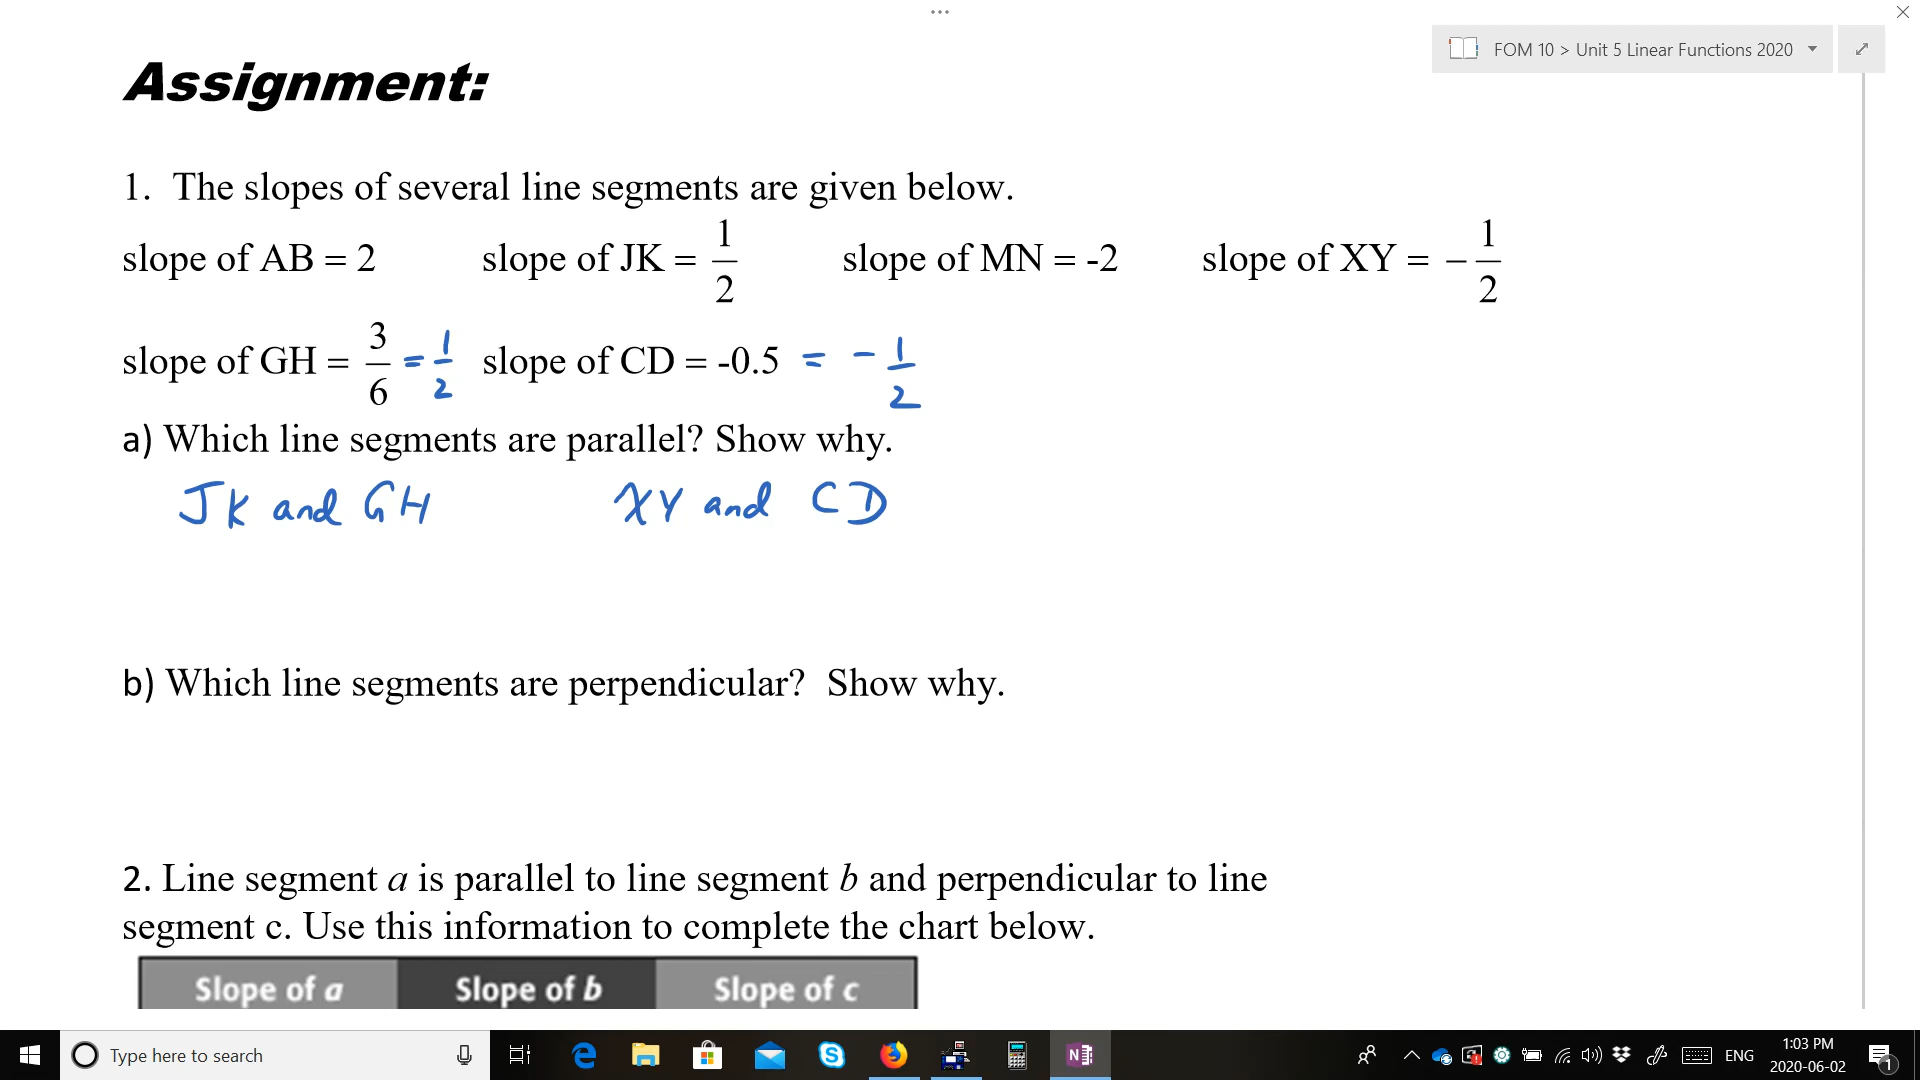 FOM 10 > Unit 5 Linear Functions 2020
Assignment:
1. The slopes of several line segments are given below.
slope of AB = 2 slope of JK = 1/2 slope of MN = -2 slope of XY = -1/2
slope of GH = 3/6 = 1/2 slope of CD = -0.5 = -1/2
a) Which line segments are parallel? Show why.
JK and GH XY and CD
b) Which line segments are perpendicular? Show why.
2. Line segment a is parallel to line segment b and perpendicular to line
segment c. Use this information to complete the chart below.
Slope of a Slope of b Slope of c
Type here to search
ENG
1:03 PM
2020-06-02
1